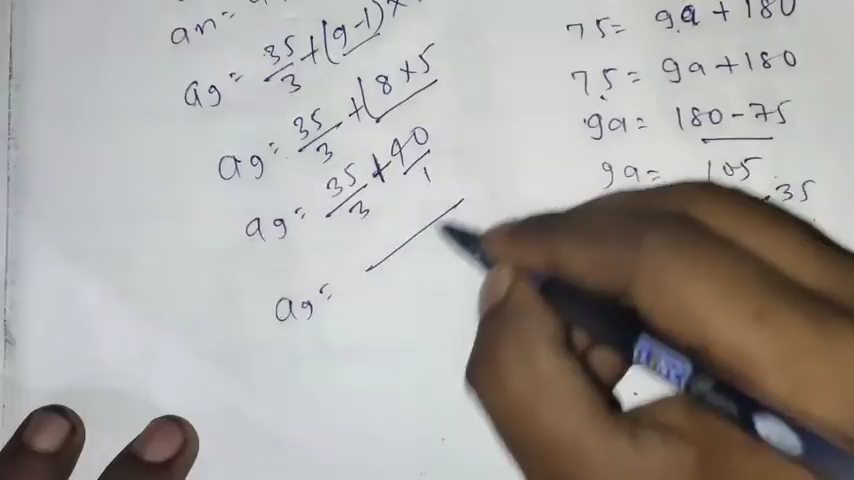 an =
a9 = 35/3 + (9-1) ×
a9 = 35/3 + (8×5
a9 = 35/3 + 40/1
a9 =
75 = 9a + 180
75 = 9a + 180
9a = 180 - 75
9a = 105
35